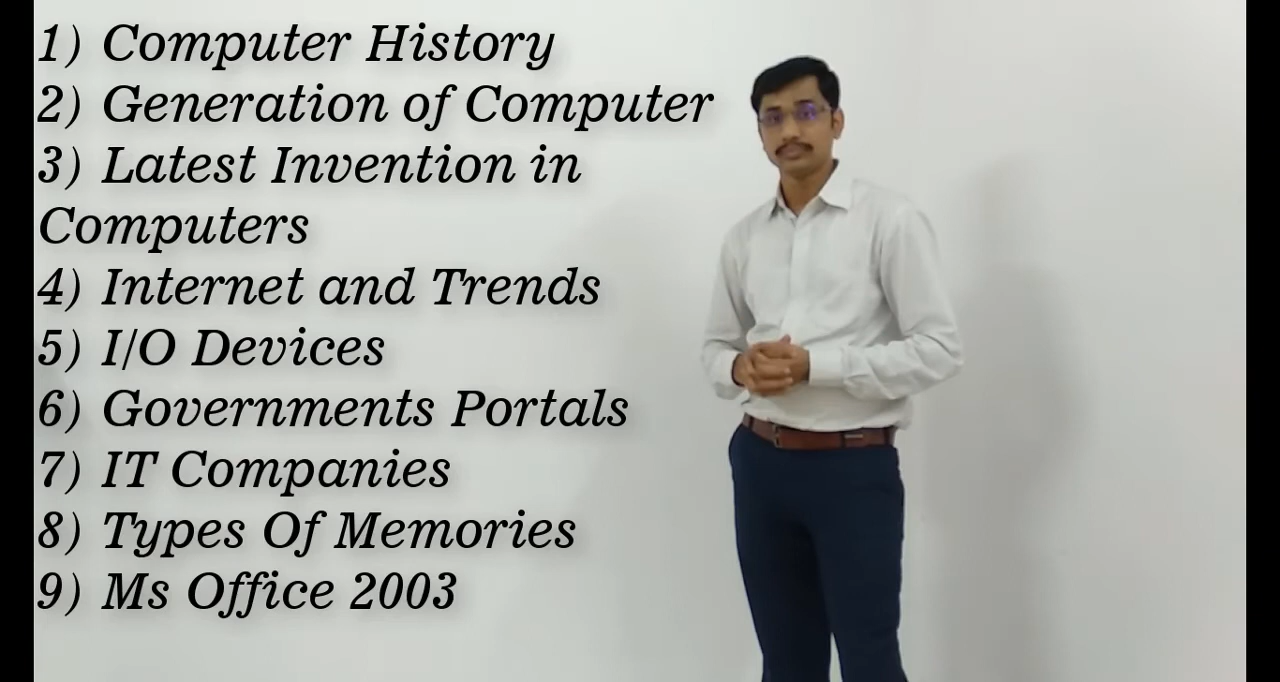 1) Computer History
2) Generation of Computer
3) Latest Invention in
Computers
4) Internet and Trends
5) I/O Devices
6) Governments Portals
7) IT Companies
8) Types Of Memories
9) Ms Office 2003